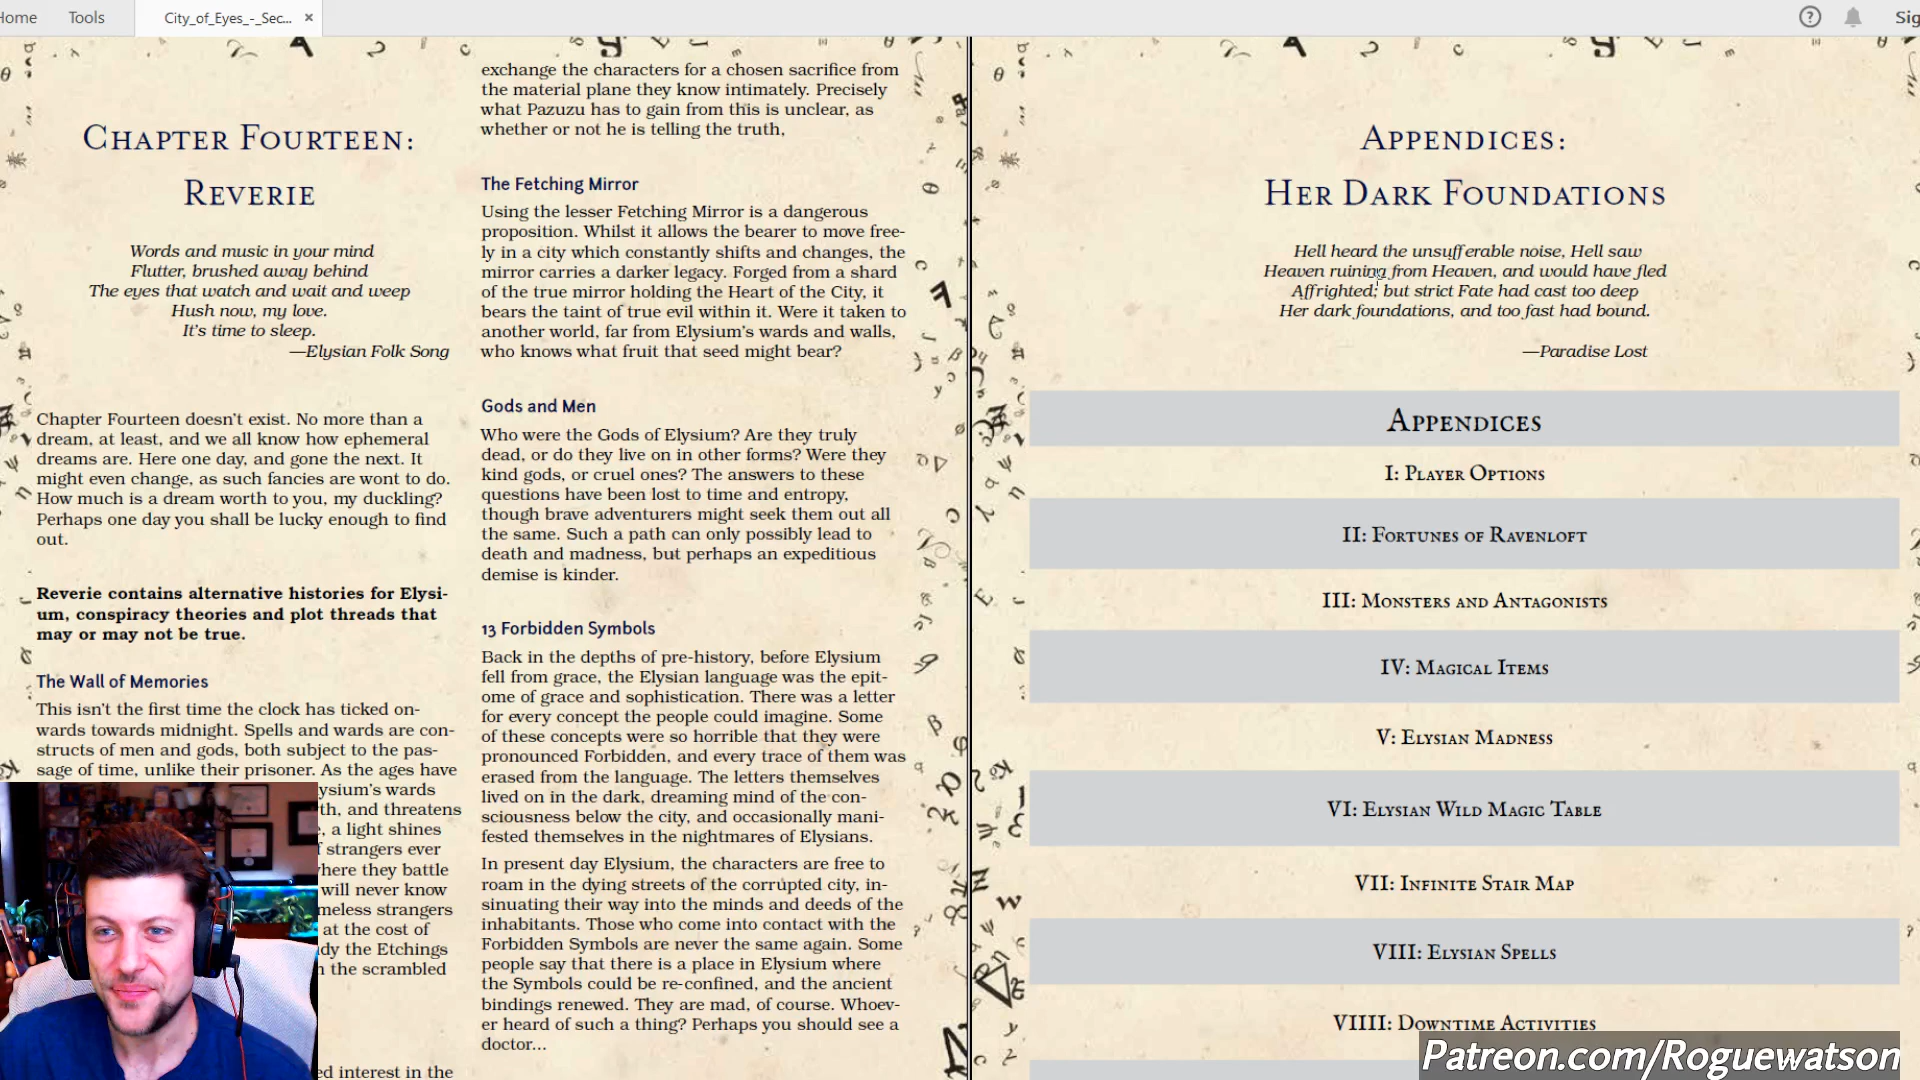 Home
Tools
City_of_Eyes_-_Sec...
×
?
Sig
Chapter Fourteen:
Reverie
Words and music in your mind
Flutter, brushed away behind
The eyes that watch and wait and weep
Hush now, my love.
It's time to sleep.
—Elysian Folk Song
Chapter Fourteen doesn't exist. No more than a
dream, at least, and we all know how ephemeral
dreams are. Here one day, and gone the next. It
might even change, as such fancies are wont to do.
How much is a dream worth to you, my duckling?
Perhaps one day you shall be lucky enough to find
out.
Reverie contains alternative histories for Elysi-
um, conspiracy theories and plot threads that
may or may not be true.
The Wall of Memories
This isn't the first time the clock has ticked on-
wards towards midnight. Spells and wards are con-
structs of men and gods, both subject to the pas-
sage of time, unlike their prisoner. As the ages have
ysium's wards
th, and threatens
, a light shines
strangers ever
here they battle
will never know
meless strangers
at the cost of
dy the Etchings
the scrambled
ed interest in the
exchange the characters for a chosen sacrifice from
the material plane they know intimately. Precisely
what Pazuzu has to gain from this is unclear, as
whether or not he is telling the truth,
The Fetching Mirror
Using the lesser Fetching Mirror is a dangerous
proposition. Whilst it allows the bearer to move free-
ly in a city which constantly shifts and changes, the
mirror carries a darker legacy. Forged from a shard
of the true mirror holding the Heart of the City, it
bears the taint of true evil within it. Were it taken to
another world, far from Elysium's wards and walls,
who knows what fruit that seed might bear?
Gods and Men
Who were the Gods of Elysium? Are they truly
dead, or do they live on in other forms? Were they
kind gods, or cruel ones? The answers to these
questions have been lost to time and entropy,
though brave adventurers might seek them out all
the same. Such a path can only possibly lead to
death and madness, but perhaps an expeditious
demise is kinder.
13 Forbidden Symbols
Back in the depths of pre-history, before Elysium
fell from grace, the Elysian language was the epit-
ome of grace and sophistication. There was a letter
for every concept the people could imagine. Some
of these concepts were so horrible that they were
pronounced Forbidden, and every trace of them was
erased from the language. The letters themselves
lived on in the dark, dreaming mind of the con-
sciousness below the city, and occasionally mani-
fested themselves in the nightmares of Elysians.
In present day Elysium, the characters are free to
roam in the dying streets of the corrupted city, in-
sinuating their way into the minds and deeds of the
inhabitants. Those who come into contact with the
Forbidden Symbols are never the same again. Some
people say that there is a place in Elysium where
the Symbols could be re-confined, and the ancient
bindings renewed. They are mad, of course. Whoev-
er heard of such a thing? Perhaps you should see a
doctor...
Appendices:
Her Dark Foundations
Hell heard the unsufferable noise, Hell saw
Heaven ruining from Heaven, and would have fled
Affrighted; but strict Fate had cast too deep
Her dark foundations, and too fast had bound.
—Paradise Lost
Appendices
I: Player Options
II: Fortunes of Ravenloft
III: Monsters and Antagonists
IV: Magical Items
V: Elysian Madness
VI: Elysian Wild Magic Table
VII: Infinite Stair Map
VIII: Elysian Spells
VIIII: Downtime Activities
Patreon.com/Roguewatson